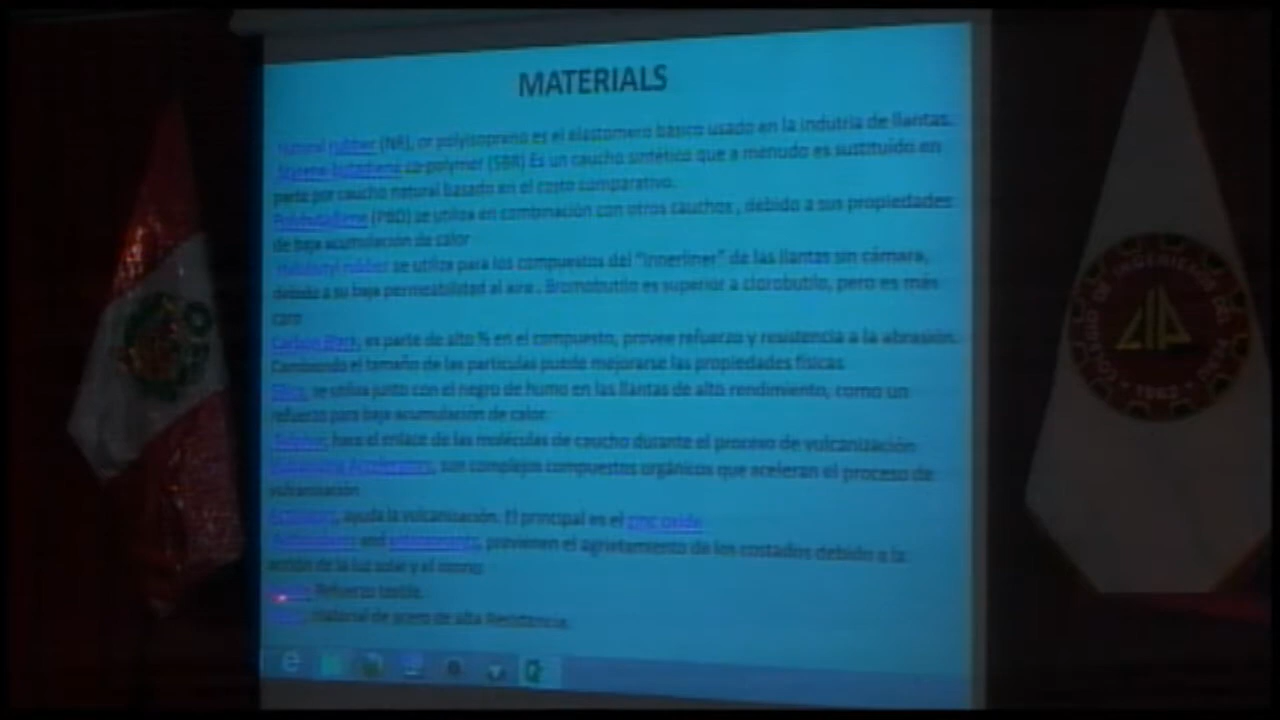 MATERIALS
Natural rubber (NR), or polyisopreno es el elastomero básico usado en la indutria de llantas.
Styrene-butadiene co-polymer (SBR) Es un caucho sintético que a menudo es sustituido en
parte por caucho natural basado en el costo comparativo.
Polybutadiene (PBD) se utiliza en combinación con otros cauchos, debido a sus propiedades
de baja acumulación de calor
Halobutyl rubber se utiliza para los compuestos del "innerliner" de las llantas sin cámara,
debido a su baja permeabilidad al aire. Bromobutilo es superior a clorobutilo, pero es más
caro
Carbon Black, es parte de alto % en el compuesto, provee refuerzo y resistencia a la abrasión.
Cambiando el tamaño de las particulas puede mejorarse las propiedades físicas
Silica, se utiliza junto con el negro de humo en las llantas de alto rendimiento, como un
refuerzo para baja acumulación de calor.
Sulphur, hace el enlace de las moléculas de caucho durante el proceso de vulcanización
Vulcanizing Accelerators, son complejos compuestos orgánicos que aceleran el proceso de
vulcanización
Activators, ayuda la vulcanización. El principal es el zinc oxide
Antioxidants and antiozonants, previenen el agrietamiento de los costados debido a la
acción de la luz solar y el ozono
Refuerzo textil.
material de acero de alta Resistencia.
COLEGIO DE INGENIEROS DEL PERU
CIP
1962